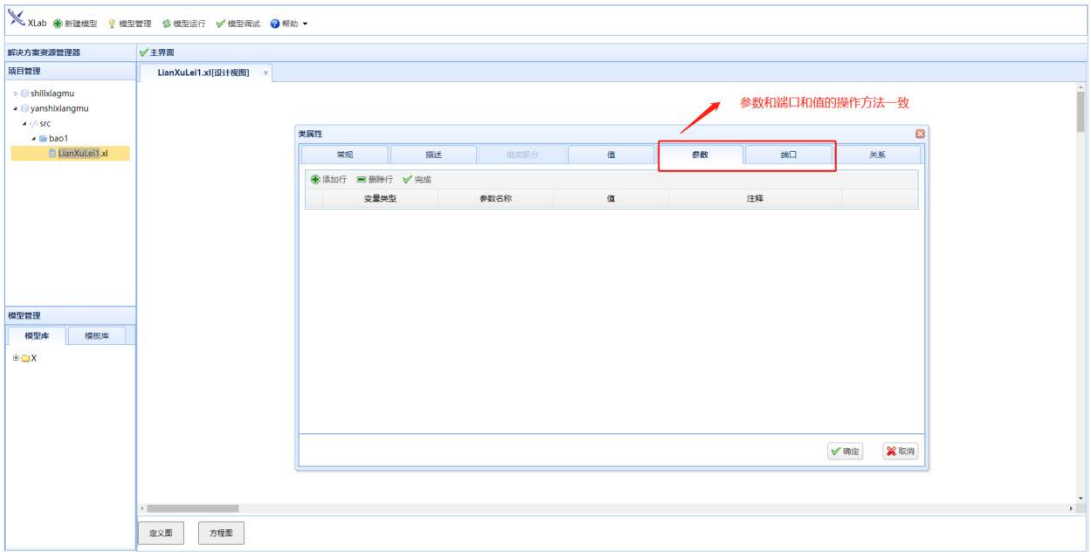 XLab 新建模型 模型管理 模型运行 模型调试 帮助
解决方案资源管理器
主界面
项目管理
LianXuLei1.xl[设计视图] ×
shilixiagmu
yanshixiangmu
src
bao1
LianXuLei1.xl
参数和端口和值的操作方法一致
类属性
常规 描述 组成部分 值 参数 端口 关系
添加行 删除行 完成
变量类型 参数名称 值 注释
模型管理
模型库 模板库
X
确定 取消
定义图 方程图